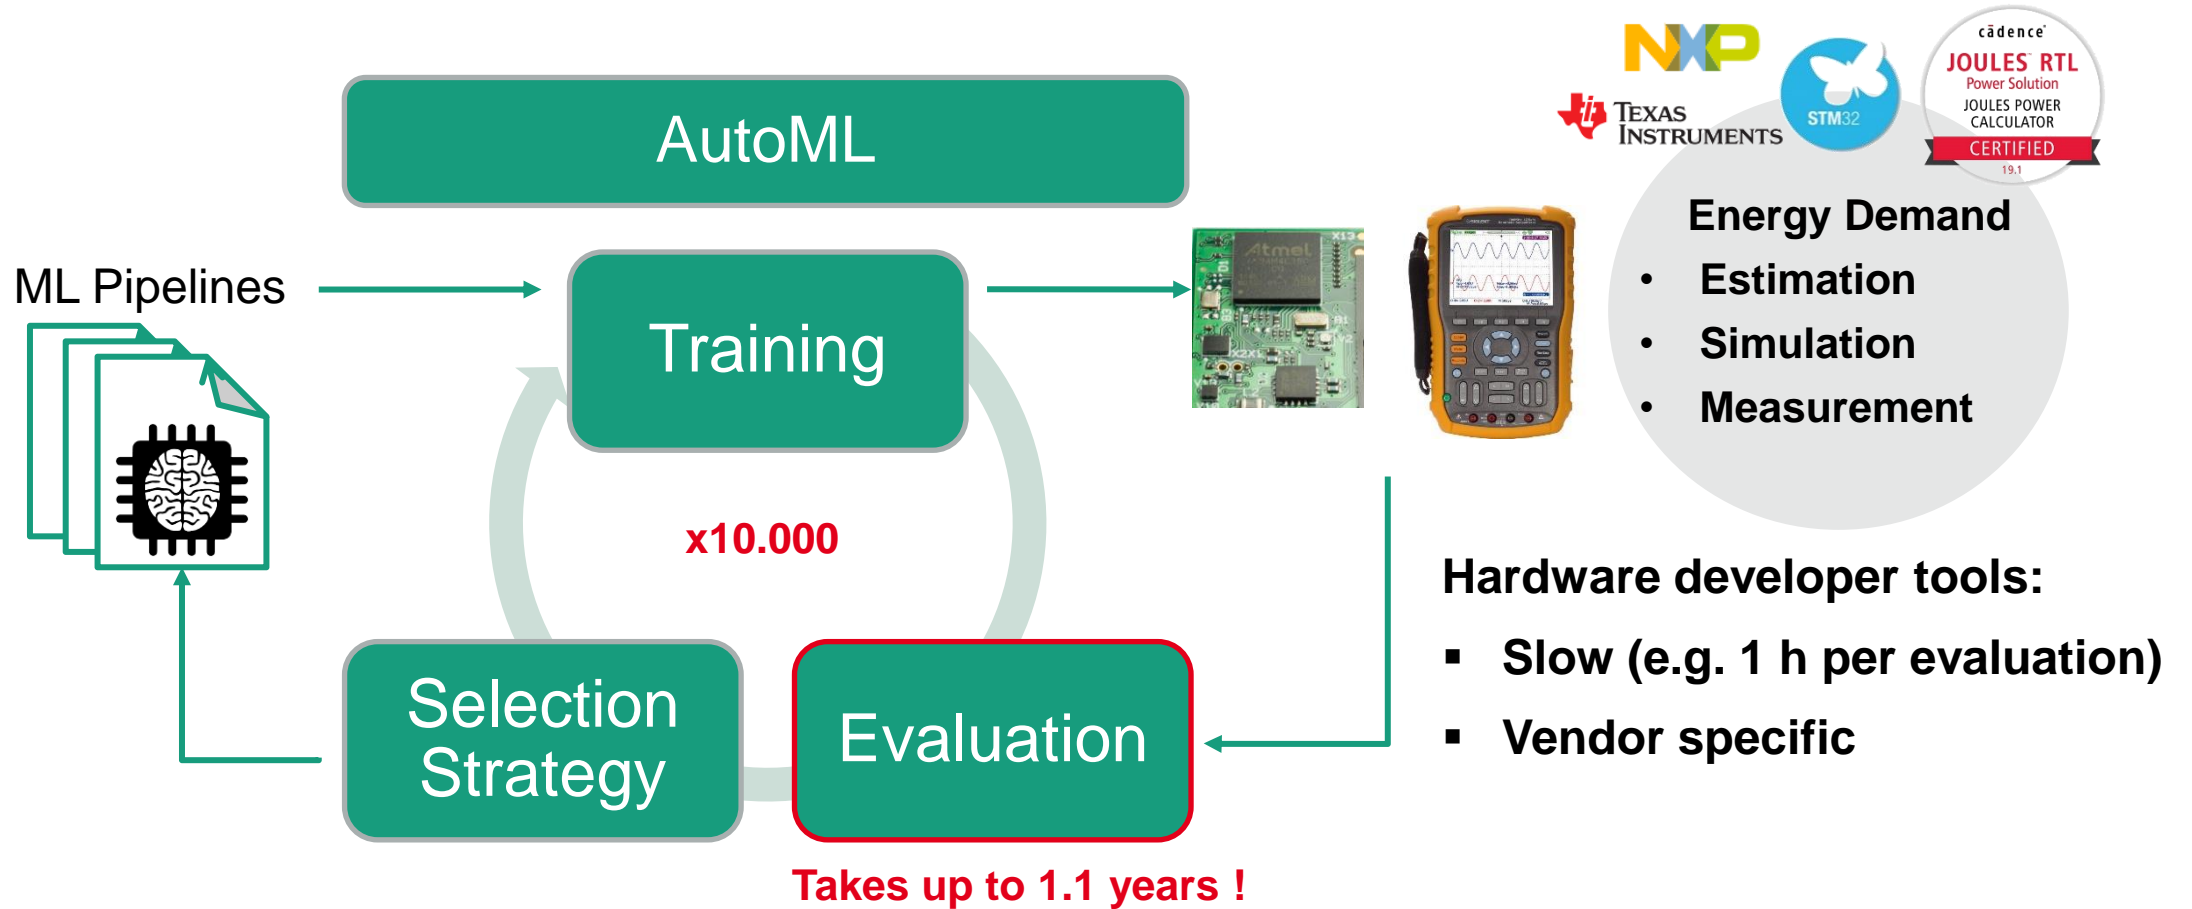 AutoML
ML Pipelines
Training
x10.000
Selection
Strategy
Evaluation
Takes up to 1.1 years !
Atmel
X13
X2X1
NXP
TEXAS
INSTRUMENTS
STM32
cādence
JOULES RTL
Power Solution
JOULES POWER
CALCULATOR
CERTIFIED
19.1
Energy Demand
• Estimation
• Simulation
• Measurement
Hardware developer tools:
▪ Slow (e.g. 1 h per evaluation)
▪ Vendor specific